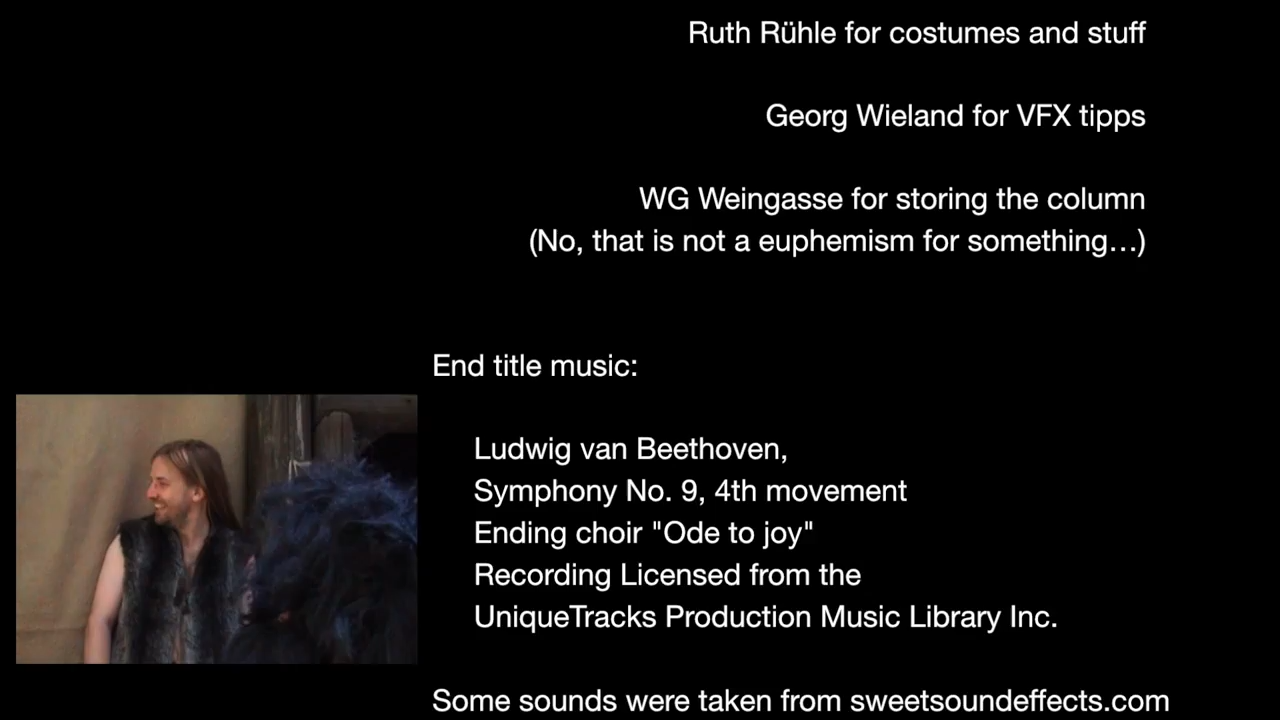 Ruth Rühle for costumes and stuff
Georg Wieland for VFX tipps
WG Weingasse for storing the column
(No, that is not a euphemism for something…)
End title music:
Ludwig van Beethoven,
Symphony No. 9, 4th movement
Ending choir "Ode to joy"
Recording Licensed from the
UniqueTracks Production Music Library Inc.
Some sounds were taken from sweetsoundeffects.com